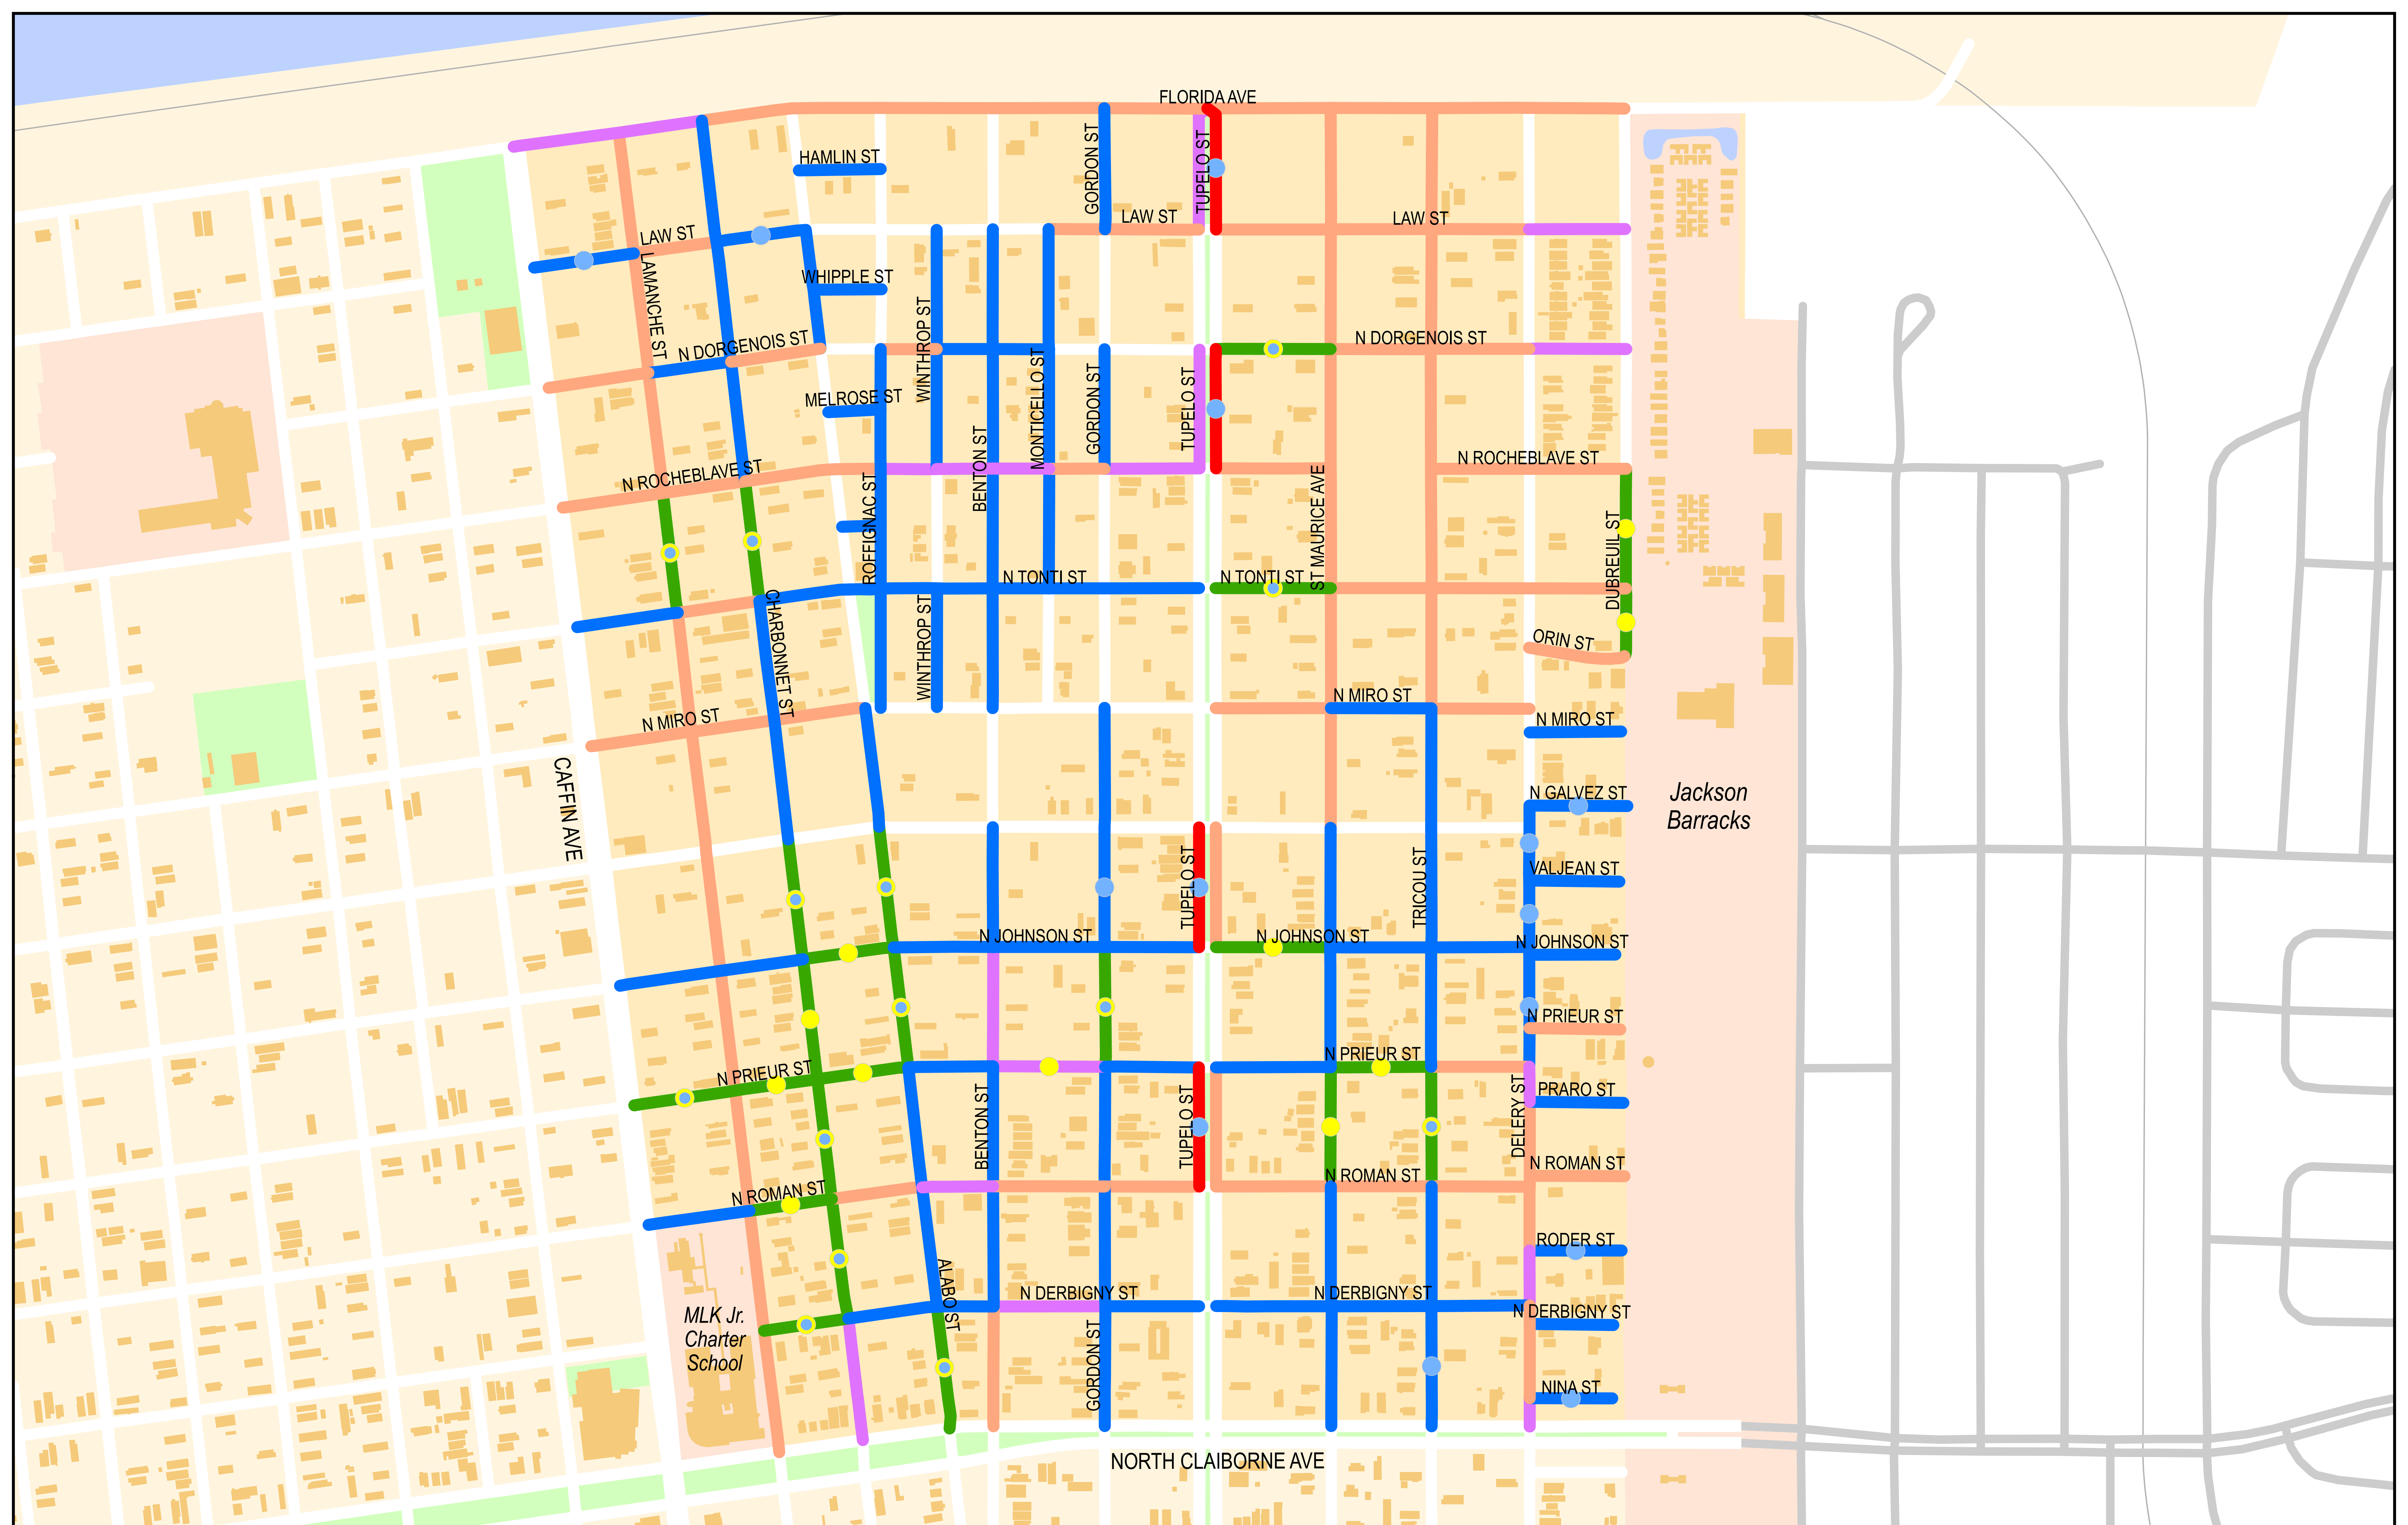 FLORIDA AVE
HAMLIN ST
GORDON ST
TUPELO ST
LAW ST
LAW ST
LAW ST
LAMANCHE ST
WHIPPLE ST
WINTHROP ST
N DORGENOIS ST
N DORGENOIS ST
MONTICELLO ST
GORDON ST
TUPELO ST
MELROSE ST
BENTON ST
N ROCHEBLAVE ST
N ROCHEBLAVE ST
ROFFIGNAC ST
ST MAURICE AVE
DUBREUIL ST
N TONTI ST
N TONTI ST
CHARBONNET ST
WINTHROP ST
ORIN ST
N MIRO ST
N MIRO ST
N MIRO ST
CAFFIN AVE
N GALVEZ ST
Jackson
Barracks
TUPELO ST
TRICOU ST
VALJEAN ST
N JOHNSON ST
N JOHNSON ST
N JOHNSON ST
N PRIEUR ST
N PRIEUR ST
N PRIEUR ST
BENTON ST
TUPELO ST
DELERY ST
PRARO ST
N ROMAN ST
N ROMAN ST
N ROMAN ST
RODER ST
ALABO ST
N DERBIGNY ST
N DERBIGNY ST
N DERBIGNY ST
MLK Jr.
Charter
School
GORDON ST
NINA ST
NORTH CLAIBORNE AVE